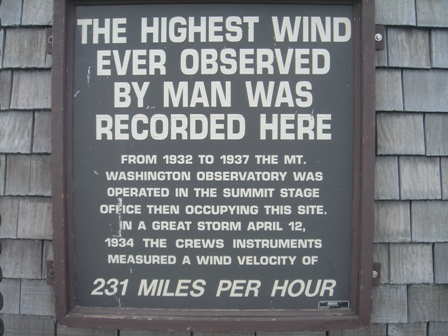 THE HIGHEST WIND
EVER OBSERVED
BY MAN WAS
RECORDED HERE
FROM 1932 TO 1937 THE MT.
WASHINGTON OBSERVATORY WAS
OPERATED IN THE SUMMIT STAGE
OFFICE THEN OCCUPYING THIS SITE.
IN A GREAT STORM APRIL 12,
1934 THE CREWS INSTRUMENTS
MEASURED A WIND VELOCITY OF
231 MILES PER HOUR